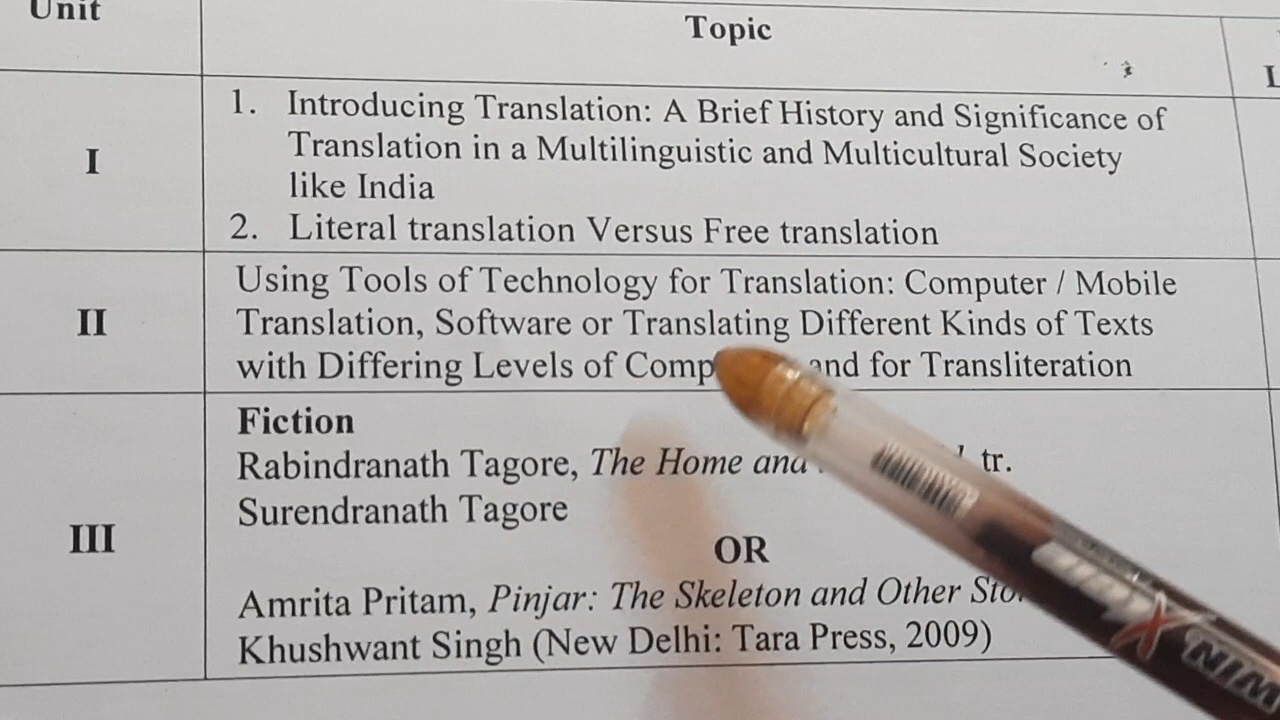 Unit
Topic
I
1. Introducing Translation: A Brief History and Significance of
Translation in a Multilinguistic and Multicultural Society
like India
2. Literal translation Versus Free translation
II
Using Tools of Technology for Translation: Computer / Mobile
Translation, Software or Translating Different Kinds of Texts
with Differing Levels of and for Transliteration
III
Fiction
Rabindranath Tagore, The Home and tr.
Surendranath Tagore
OR
Amrita Pritam, Pinjar: The Skeleton and Other
Khushwant Singh (New Delhi: Tara Press, 2009)
WIN